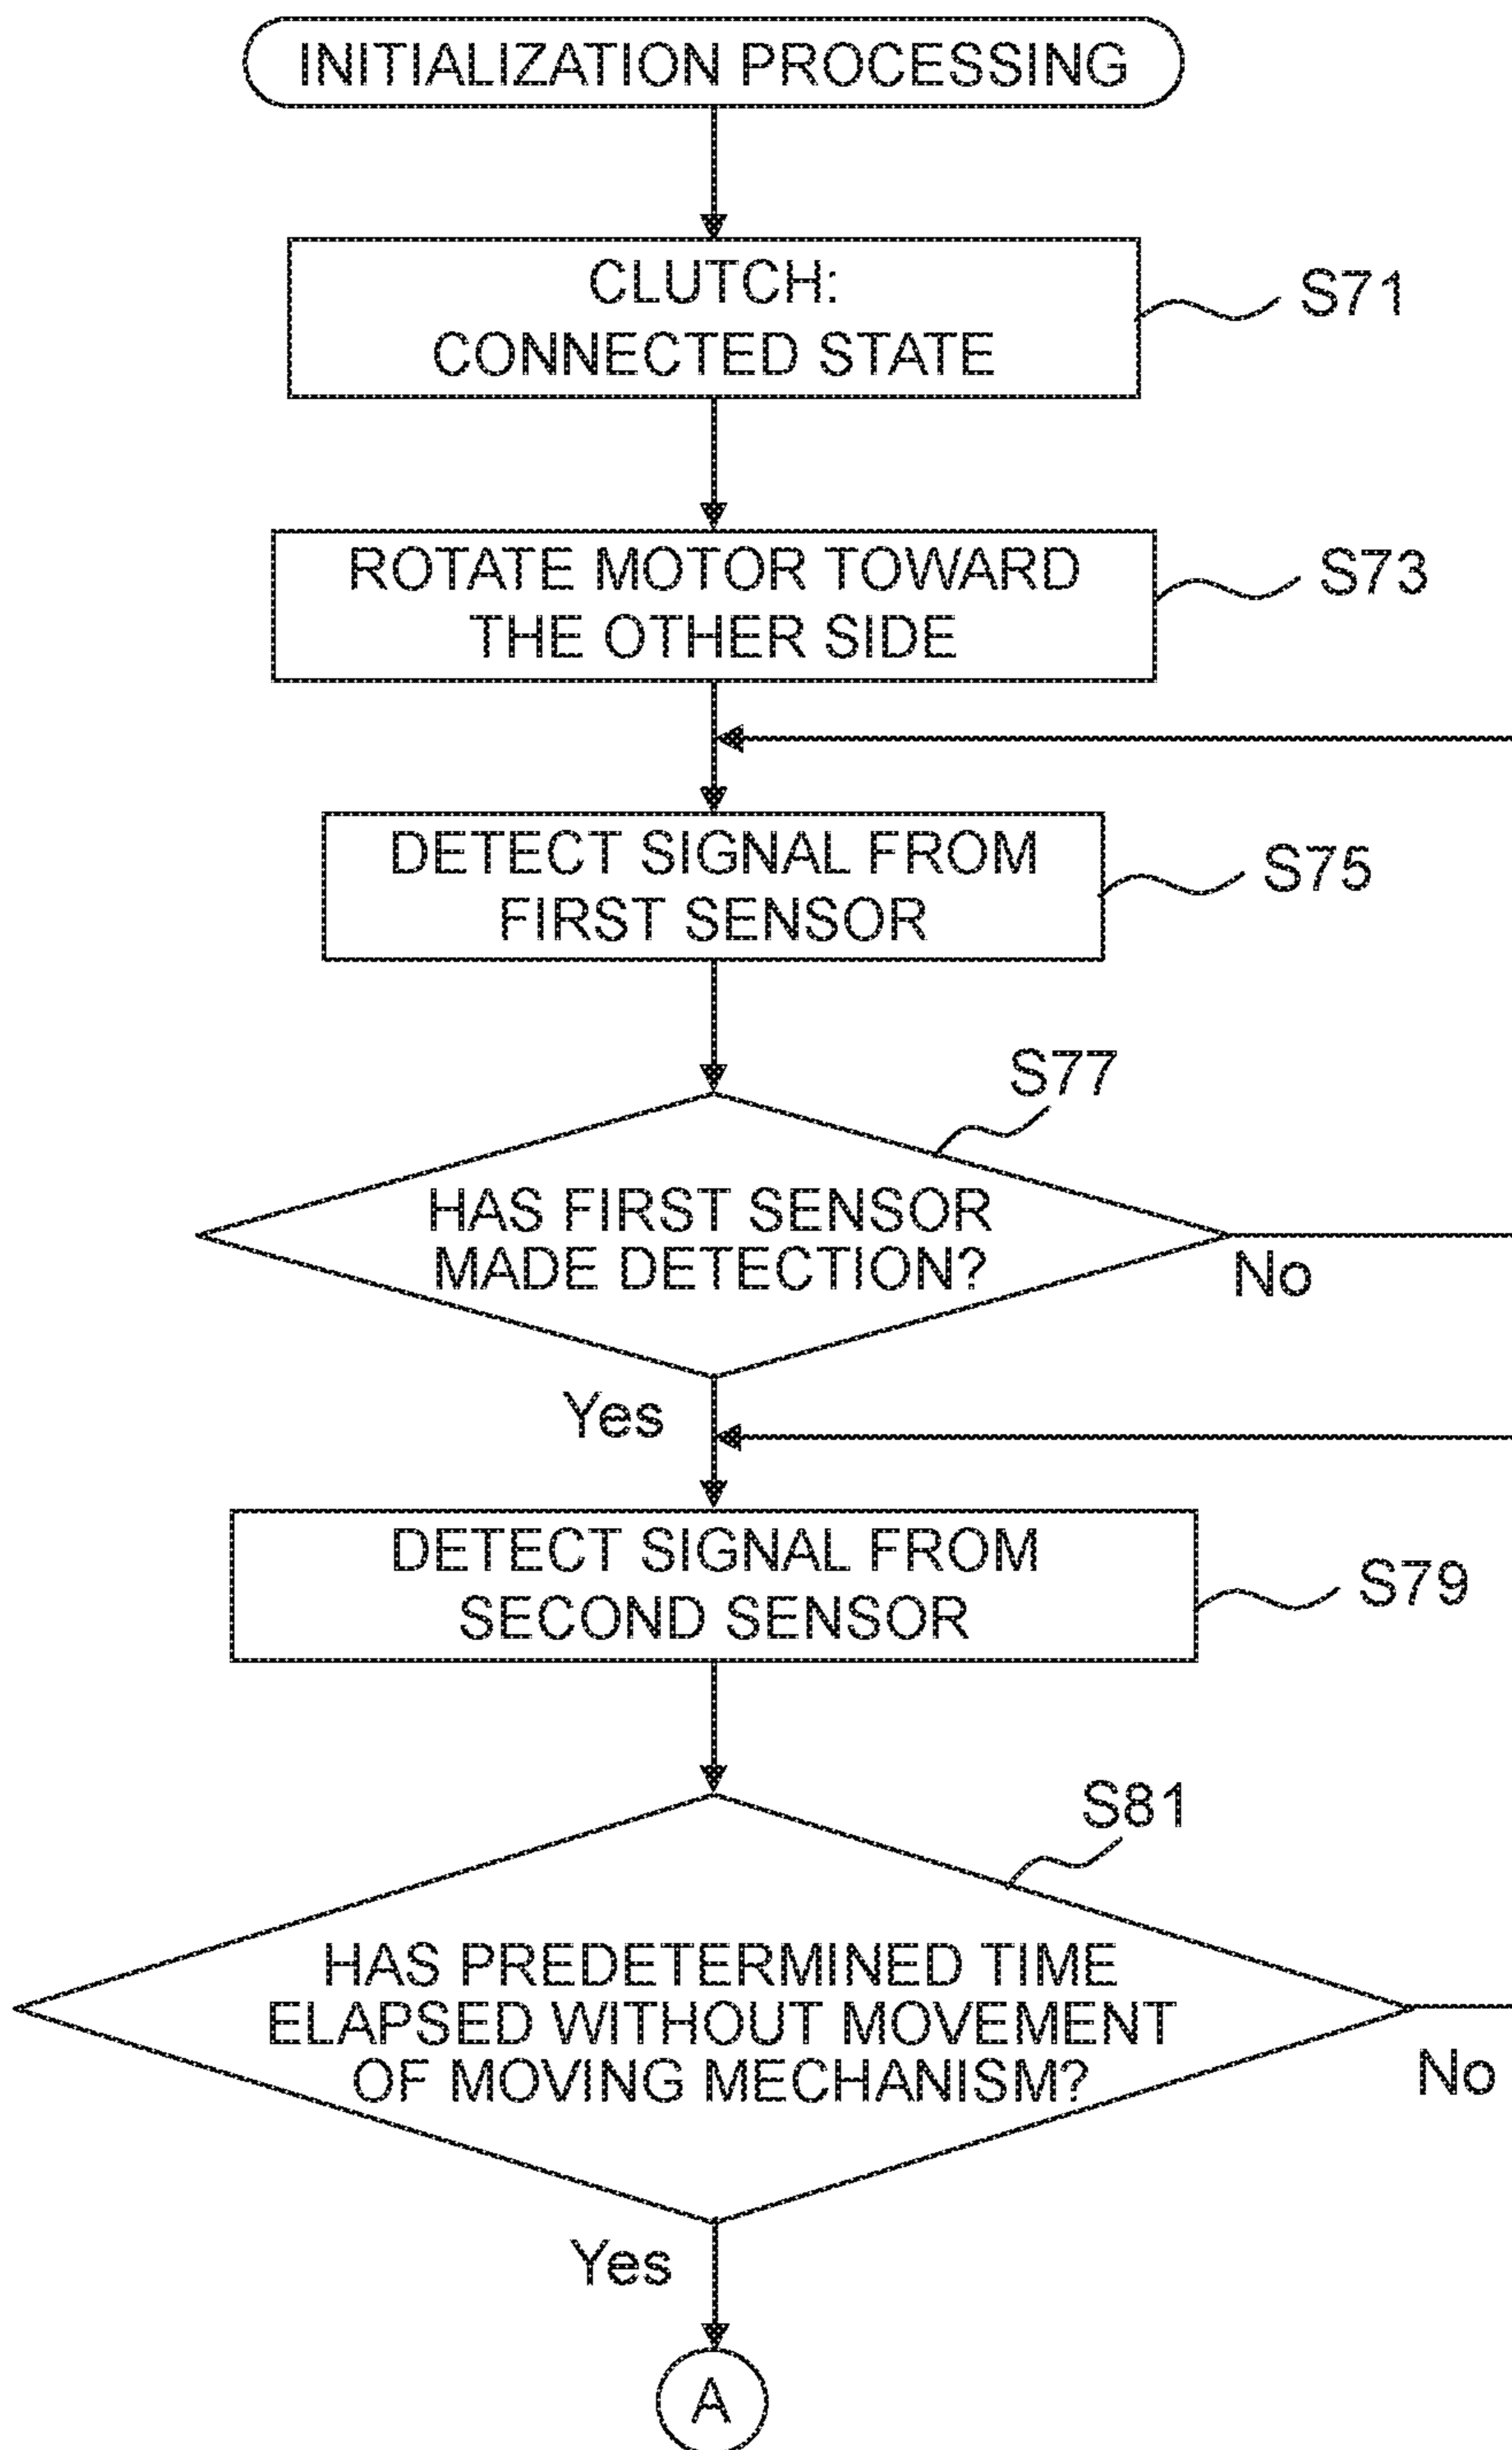 INITIALIZATION PROCESSING
CLUTCH:
CONNECTED STATE
S71
ROTATE MOTOR TOWARD
THE OTHER SIDE
S73
DETECT SIGNAL FROM
FIRST SENSOR
S75
S77
HAS FIRST SENSOR
MADE DETECTION?
No
Yes
DETECT SIGNAL FROM
SECOND SENSOR
S79
S81
HAS PREDETERMINED TIME
ELAPSED WITHOUT MOVEMENT
OF MOVING MECHANISM?
No
Yes
A